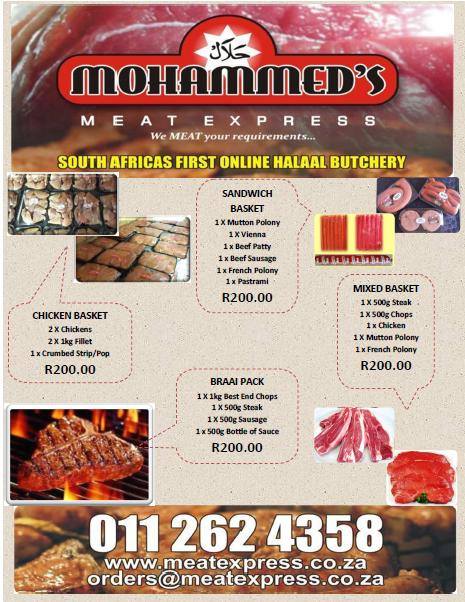 حلال
MOHAMMED'S
MEAT EXPRESS
We MEAT your requirements...
SOUTH AFRICAS FIRST ONLINE HALAAL BUTCHERY
SANDWICH
BASKET
1 X Mutton Polony
1 X Vienna
1 x Beef Patty
1 x Beef Sausage
1 x French Polony
1 x Pastrami
R200.00
CHICKEN BASKET
2 X Chickens
2 X 1kg Fillet
1 x Crumbed Strip/Pop
R200.00
MIXED BASKET
1 X 500g Steak
1 X 500g Chops
1 x Chicken
1 X Mutton Polony
1 x French Polony
R200.00
BRAAI PACK
1 X 1kg Best End Chops
1 X 500g Steak
1 X 500g Sausage
1 x 500g Bottle of Sauce
R200.00
011 262 4358
www.meatexpress.co.za
orders@meatexpress.co.za